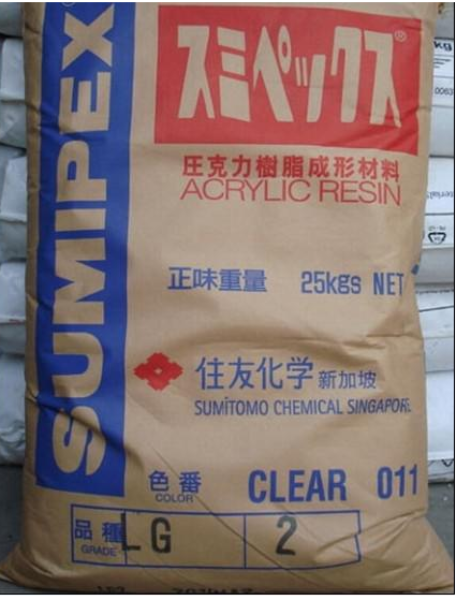 SUMIPEX®
スミペックス®
圧克力樹脂成形材料
ACRYLIC RESIN
正味重量 25kgs NET
住友化学 新加坡
SUMITOMO CHEMICAL SINGAPORE
色番 COLOR CLEAR 011
品種 GRADE LG 2
kg